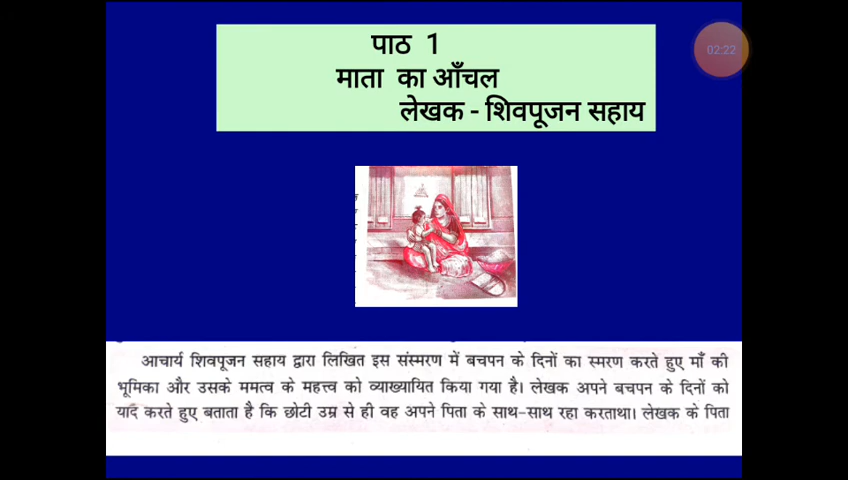 02:22
पाठ 1
माता का आँचल
लेखक - शिवपूजन सहाय
आचार्य शिवपूजन सहाय द्वारा लिखित इस संस्मरण में बचपन के दिनों का स्मरण करते हुए माँ की
भूमिका और उसके ममत्व के महत्त्व को व्याख्यायित किया गया है। लेखक अपने बचपन के दिनों को
याद करते हुए बताता है कि छोटी उम्र से ही वह अपने पिता के साथ-साथ रहा करताथा। लेखक के पिता